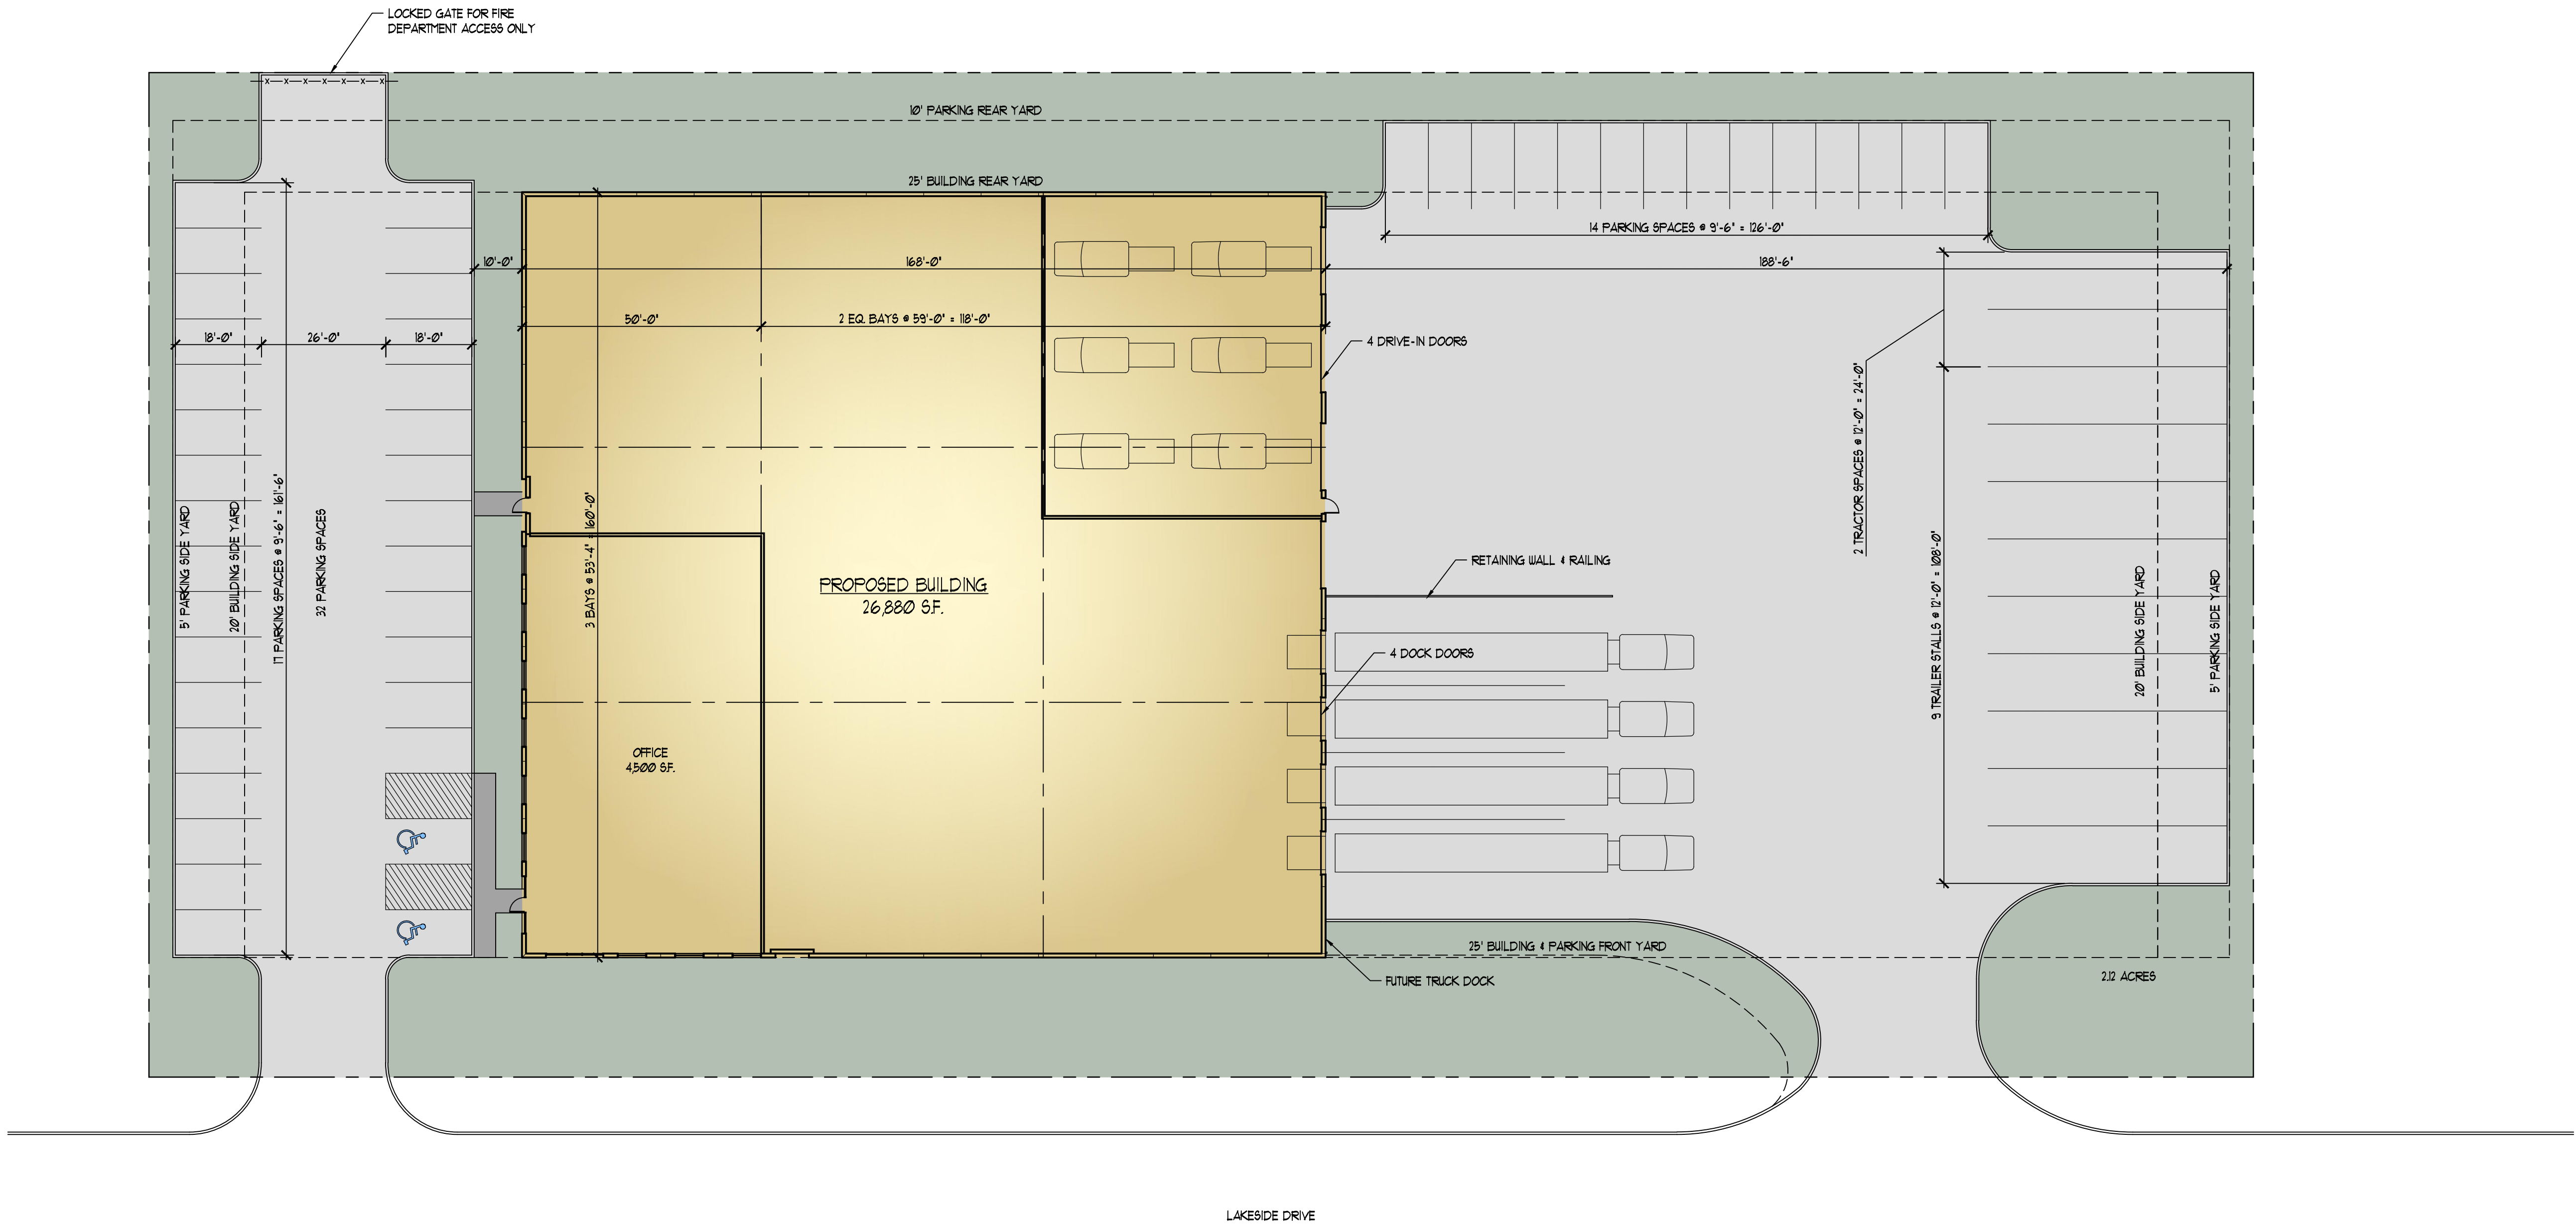 LOCKED GATE FOR FIRE
DEPARTMENT ACCESS ONLY
10' PARKING REAR YARD
25' BUILDING REAR YARD
14 PARKING SPACES @ 9'-6" = 126'-0"
10'-0"
168'-0"
188'-6"
50'-0"
2 EQ. BAYS @ 59'-0" = 118'-0"
18'-0"
26'-0"
18'-0"
4 DRIVE-IN DOORS
2 TRACTOR SPACES @ 12'-0" = 24'-0"
5' PARKING SIDE YARD
20' BUILDING SIDE YARD
17 PARKING SPACES @ 9'-6" = 161'-6"
32 PARKING SPACES
3 BAYS @ 53'-4" = 160'-0"
PROPOSED BUILDING
26,880 S.F.
RETAINING WALL & RAILING
9 TRAILER STALLS @ 12'-0" = 108'-0"
20' BUILDING SIDE YARD
5' PARKING SIDE YARD
4 DOCK DOORS
OFFICE
4,500 S.F.
25' BUILDING & PARKING FRONT YARD
FUTURE TRUCK DOCK
2.12 ACRES
LAKESIDE DRIVE